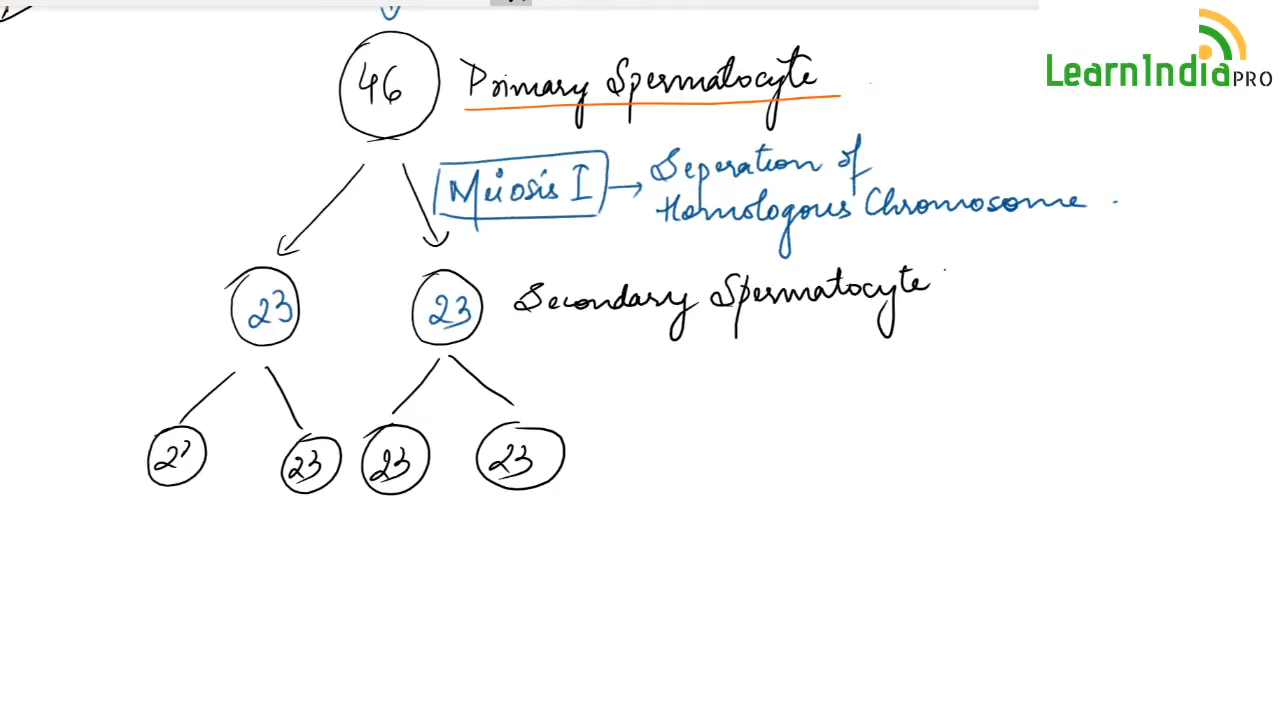 LearnIndia PRO
46 Primary Spermatocyte
Meiosis I → Seperation of
Homologous Chromosome.
23 23 Secondary Spermatocyte
23 23 23